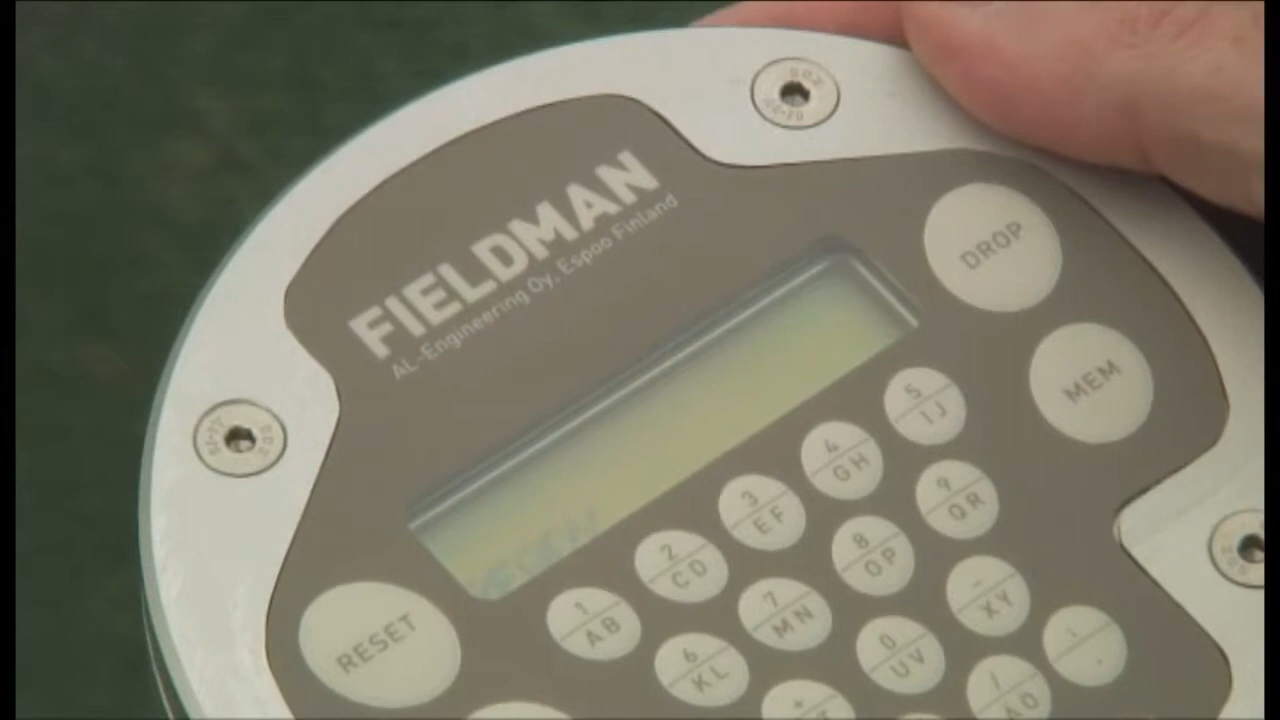 FIELDMAN
AL-Engineering Oy, Espoo Finland
DROP
MEM
RESET
1
AB
2
CD
3
EF
4
GH
5
IJ
6
KL
7
MN
8
OP
9
QR
0
UV
-
XY